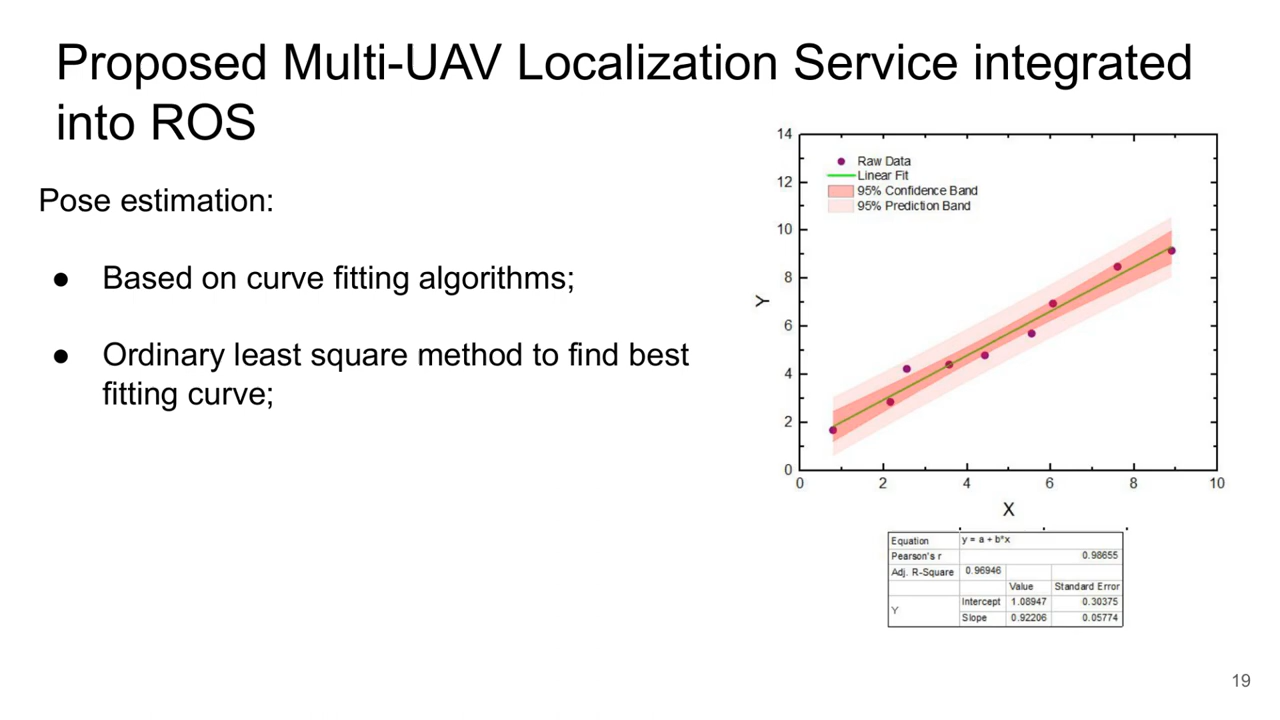 Proposed Multi-UAV Localization Service integrated
into ROS
Pose estimation:
● Based on curve fitting algorithms;
● Ordinary least square method to find best
fitting curve;
14
12
10
8
6
4
2
0
Y
Raw Data
Linear Fit
95% Confidence Band
95% Prediction Band
0 2 4 6 8 10
X
Equation y = a + b*x
Pearson's r 0.98655
Adj. R-Square 0.96946
Value Standard Error
Y
Intercept 1.08947 0.30375
Slope 0.92206 0.05774
19